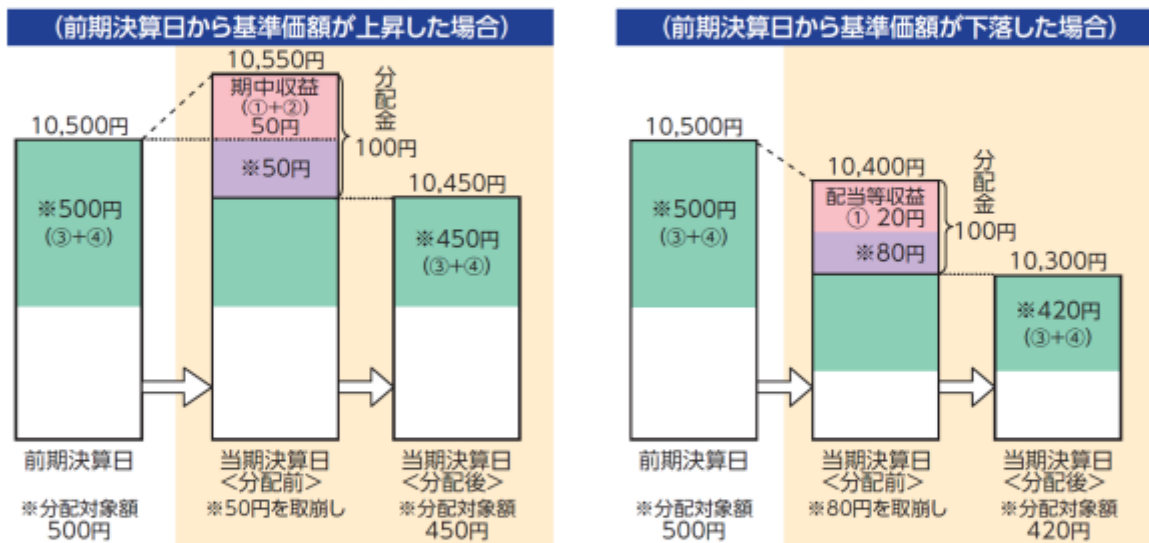 (前期決算日から基準価額が上昇した場合)
10,550円
期中収益
(①+②)
50円
分配金
100円
10,500円
※50円
10,450円
※500円
(③+④)
※450円
(③+④)
前期決算日
当期決算日
<分配前>
当期決算日
<分配後>
※分配対象額
500円
※50円を取崩し
※分配対象額
450円
(前期決算日から基準価額が下落した場合)
10,500円
10,400円
配当等収益
① 20円
分配金
100円
※80円
10,300円
※500円
(③+④)
※420円
(③+④)
前期決算日
当期決算日
<分配前>
当期決算日
<分配後>
※分配対象額
500円
※80円を取崩し
※分配対象額
420円